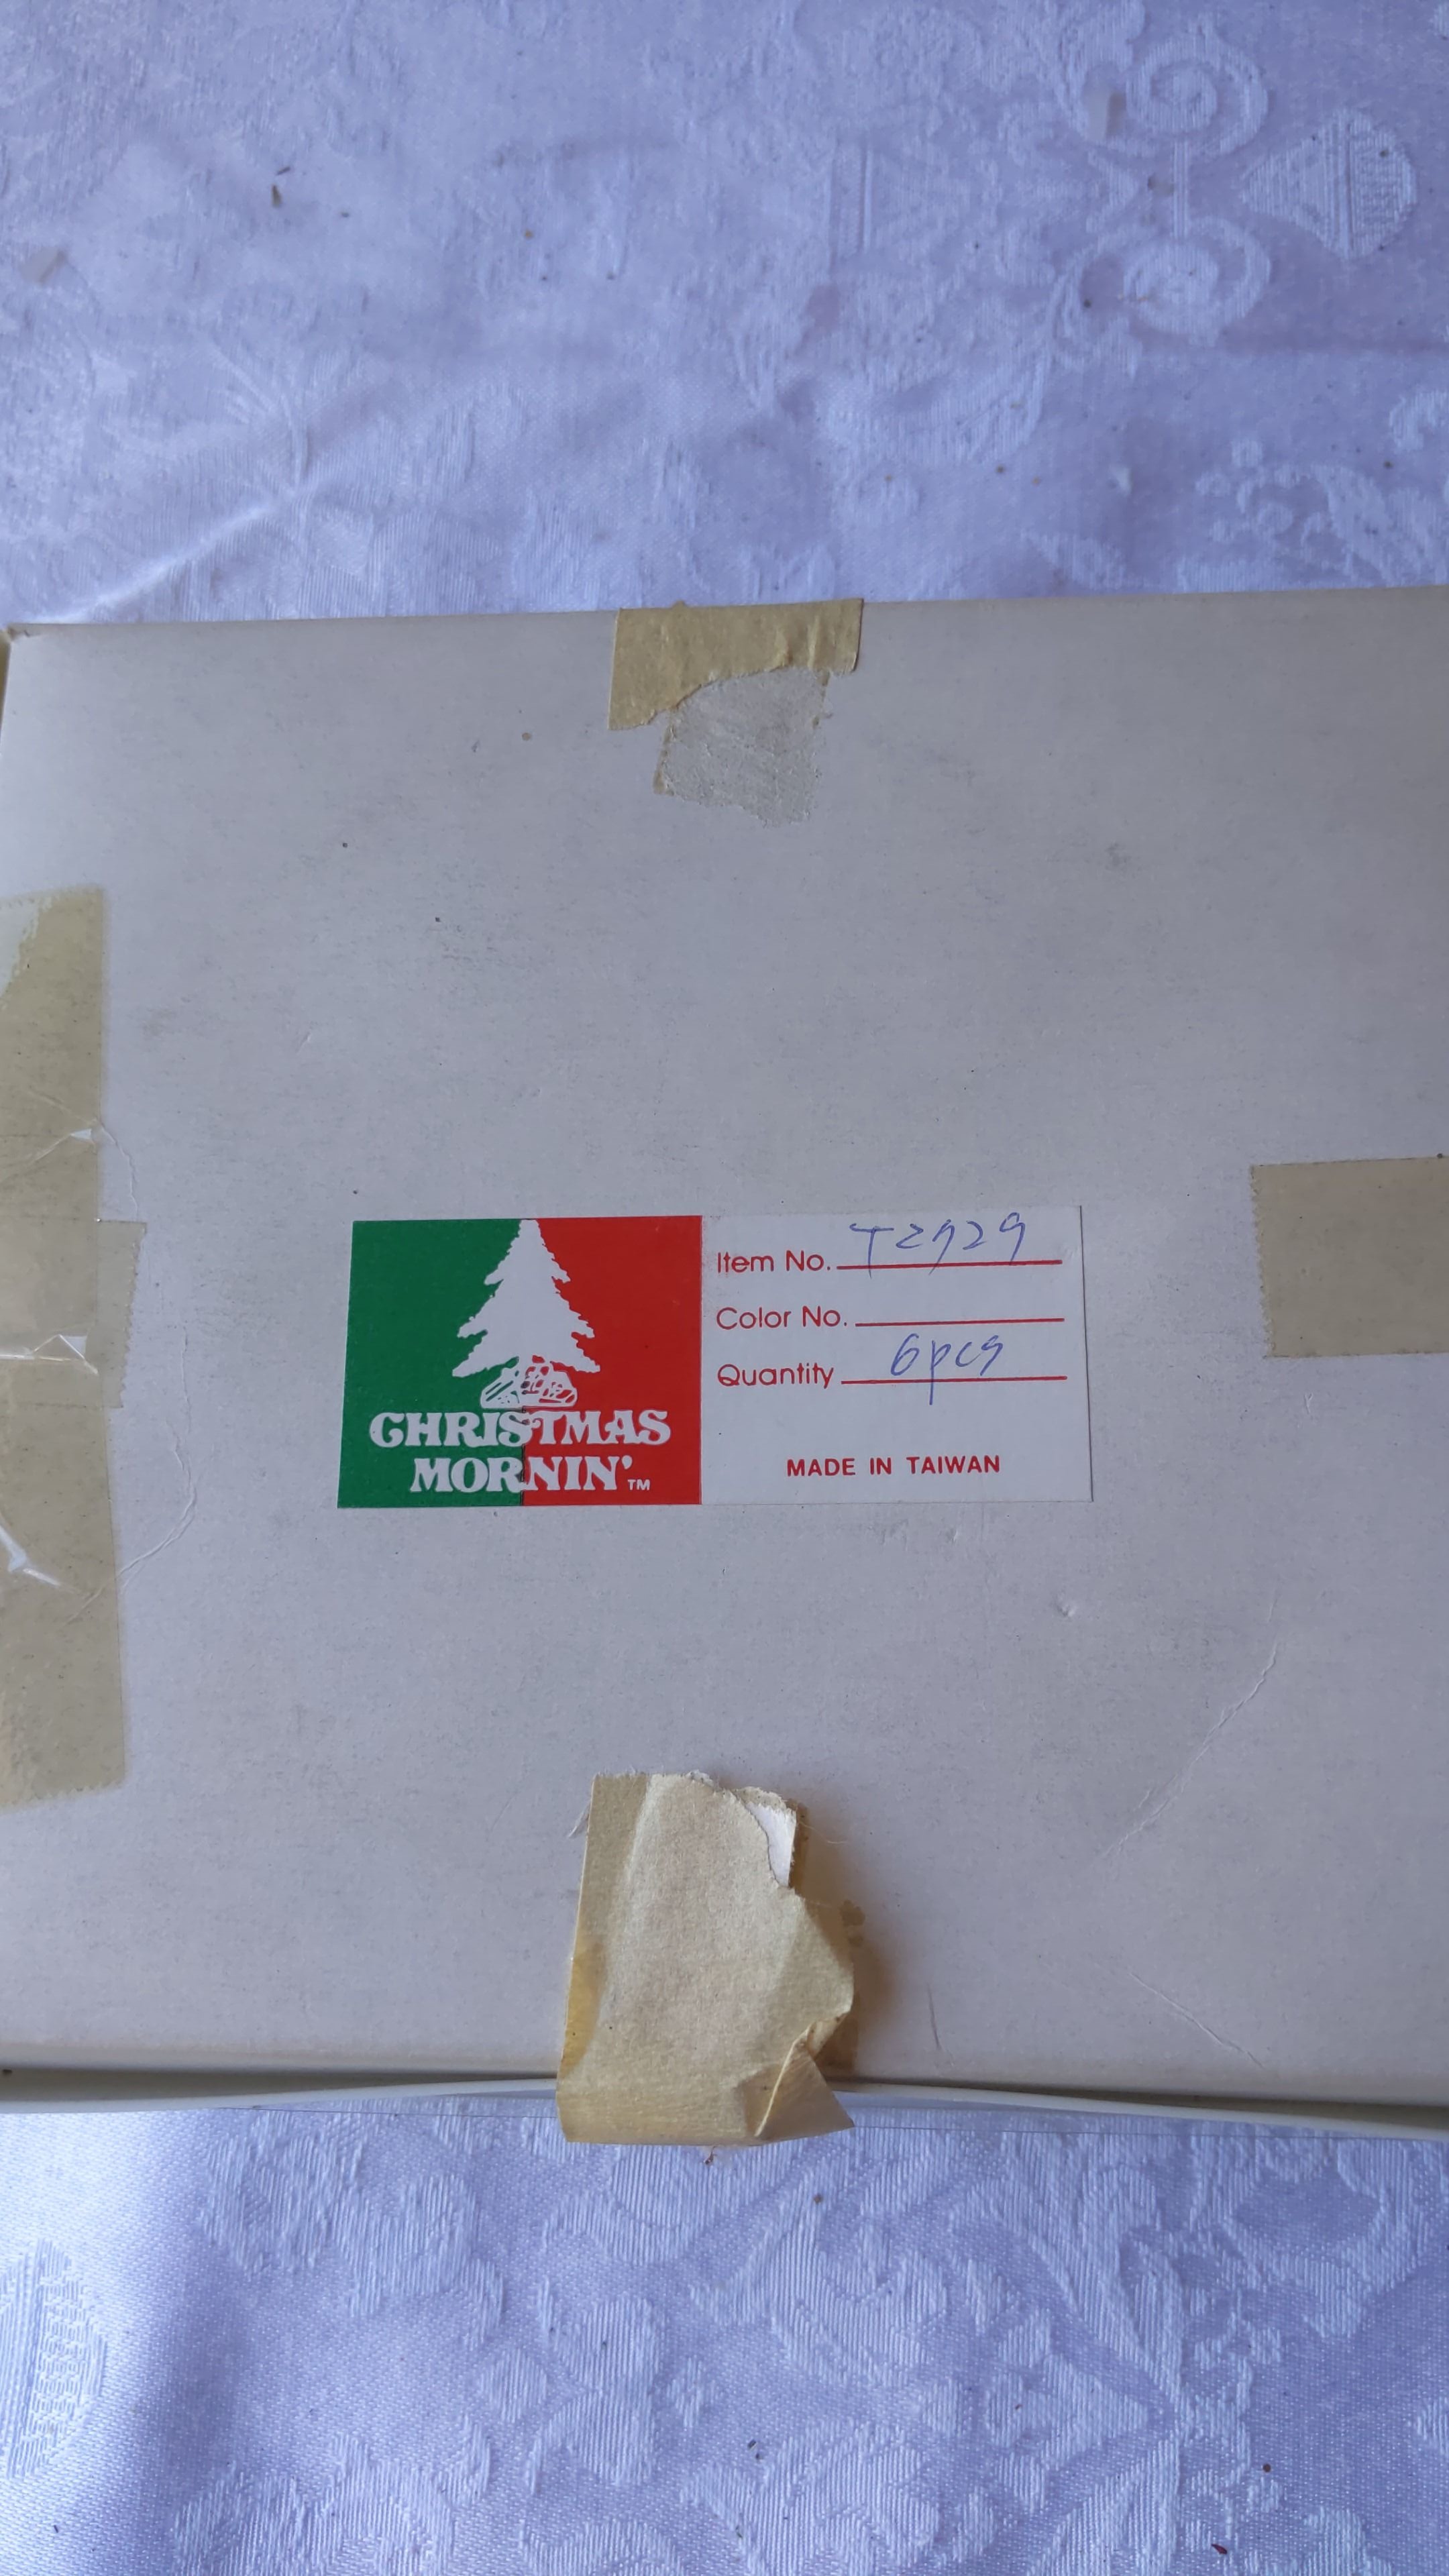 CHRISTMAS
MORNIN'™
Item No. T2729
Color No.
Quantity 6pcs
MADE IN TAIWAN